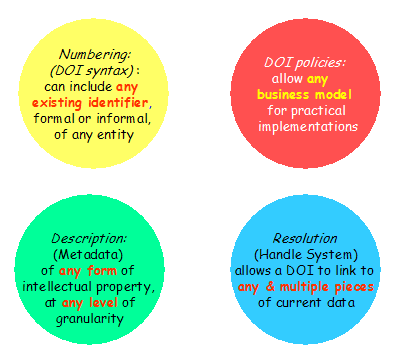 Numbering:
(DOI syntax) :
can include any
existing identifier,
formal or informal,
of any entity
DOI policies:
allow any
business model
for practical
implementations
Description:
(Metadata)
of any form of
intellectual property,
at any level of
granularity
Resolution
(Handle System)
allows a DOI to link to
any & multiple pieces
of current data